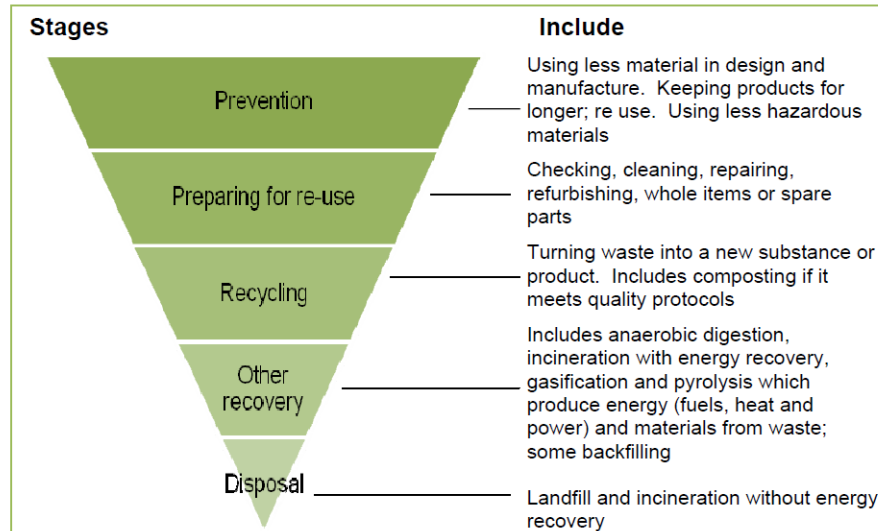 Stages
Include
Prevention
Using less material in design and
manufacture. Keeping products for
longer; re use. Using less hazardous
materials
Preparing for re-use
Checking, cleaning, repairing,
refurbishing, whole items or spare
parts
Recycling
Turning waste into a new substance or
product. Includes composting if it
meets quality protocols
Other
recovery
Includes anaerobic digestion,
incineration with energy recovery,
gasification and pyrolysis which
produce energy (fuels, heat and
power) and materials from waste;
some backfilling
Disposal
Landfill and incineration without energy
recovery